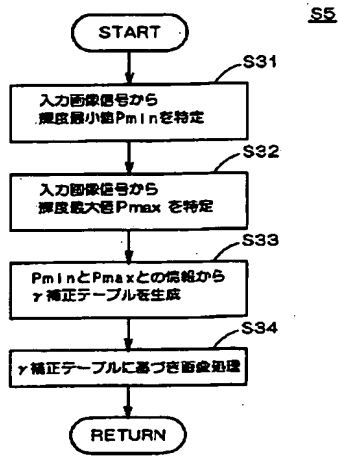 S5
START
S31
入力画像信号から
輝度最小値Pminを特定
S32
入力画像信号から
輝度最大値Pmax を特定
S33
PminとPmaxとの情報から
γ補正テーブルを生成
S34
γ補正テーブルに基づき画像処理
RETURN